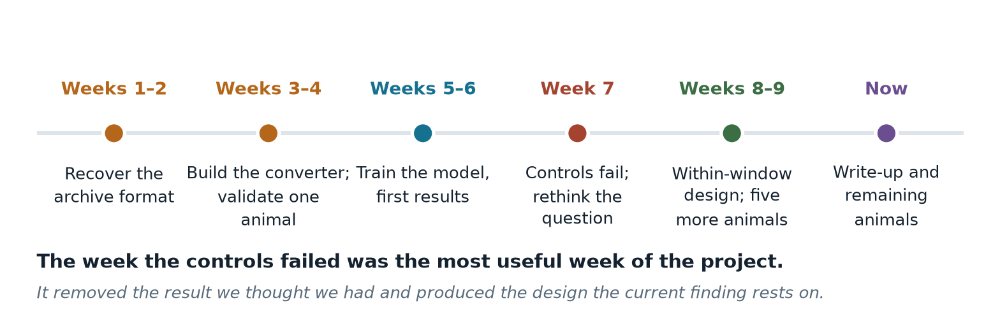 Weeks 1–2
Weeks 3–4
Weeks 5–6
Week 7
Weeks 8–9
Now
Recover the
archive format
Build the converter;
validate one
animal
Train the model,
first results
Controls fail;
rethink the
question
Within-window
design; five
more animals
Write-up and
remaining
animals
The week the controls failed was the most useful week of the project.
It removed the result we thought we had and produced the design the current finding rests on.